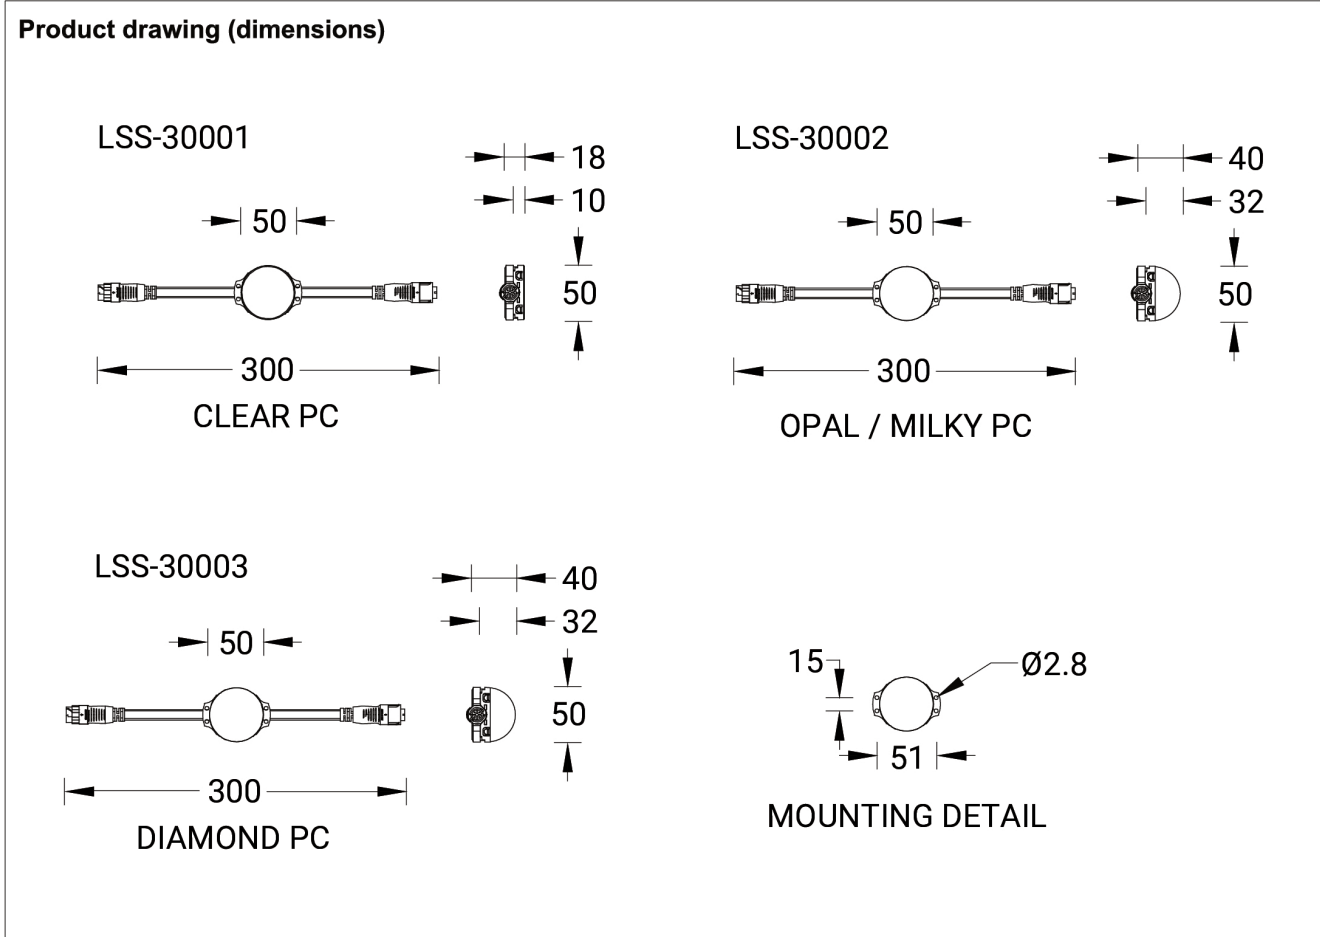 Product drawing (dimensions)
LSS-30001
18
10
50
50
300
CLEAR PC
LSS-30002
40
32
50
50
300
OPAL / MILKY PC
LSS-30003
40
32
50
50
300
DIAMOND PC
15
Ø2.8
51
MOUNTING DETAIL